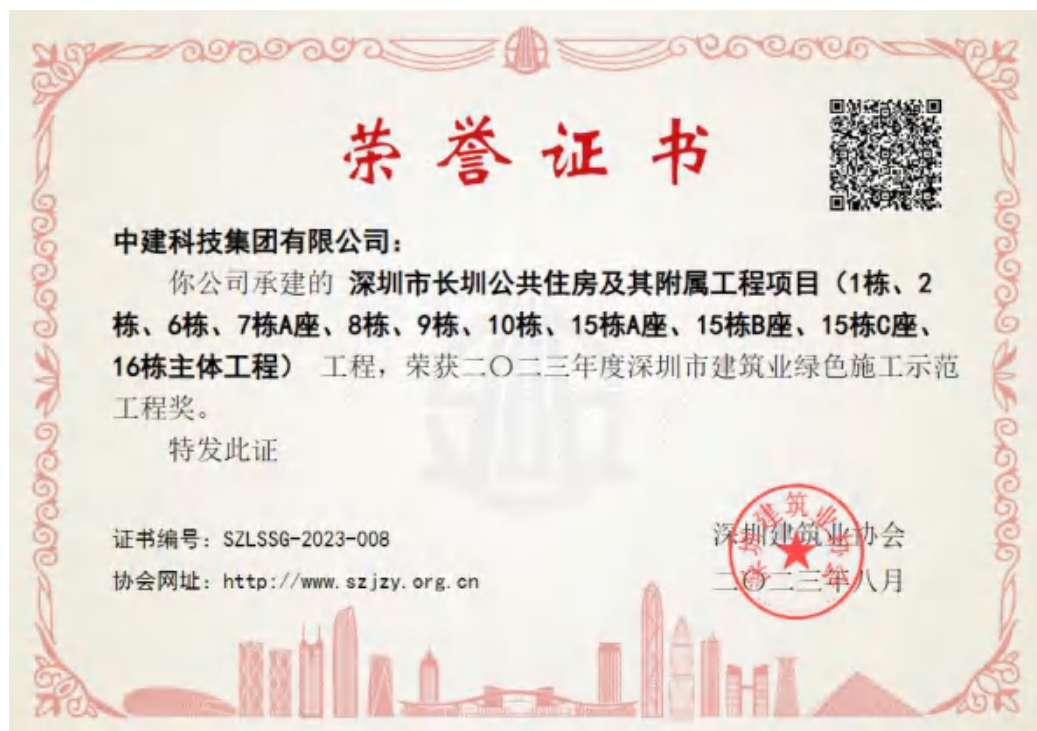 荣誉证书
中建科技集团有限公司：
你公司承建的 深圳市长圳公共住房及其附属工程项目（1栋、2
栋、6栋、7栋A座、8栋、9栋、10栋、15栋A座、15栋B座、15栋C座、
16栋主体工程） 工程，荣获二〇二三年度深圳市建筑业绿色施工示范
工程奖。
特发此证
证书编号：SZLSSG-2023-008
协会网址：http://www.szjzy.org.cn
深圳建筑业协会
二〇二三年八月
深圳建筑业协会